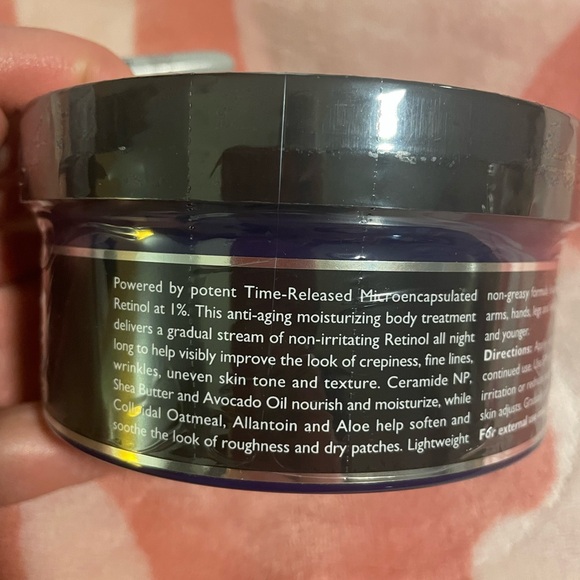 Powered by potent Time-Released Microencapsulated
Retinol at 1%. This anti-aging moisturizing body treatment
delivers a gradual stream of non-irritating Retinol all night
long to help visibly improve the look of crepiness, fine lines,
wrinkles, uneven skin tone and texture. Ceramide NP,
Shea Butter and Avocado Oil nourish and moisturize, while
Colloidal Oatmeal, Allantoin and Aloe help soften and
soothe the look of roughness and dry patches. Lightweight
non-greasy formula
arms, hands, legs
and younger.
Directions:
continued use.
irritation or
skin adjusts.
For external